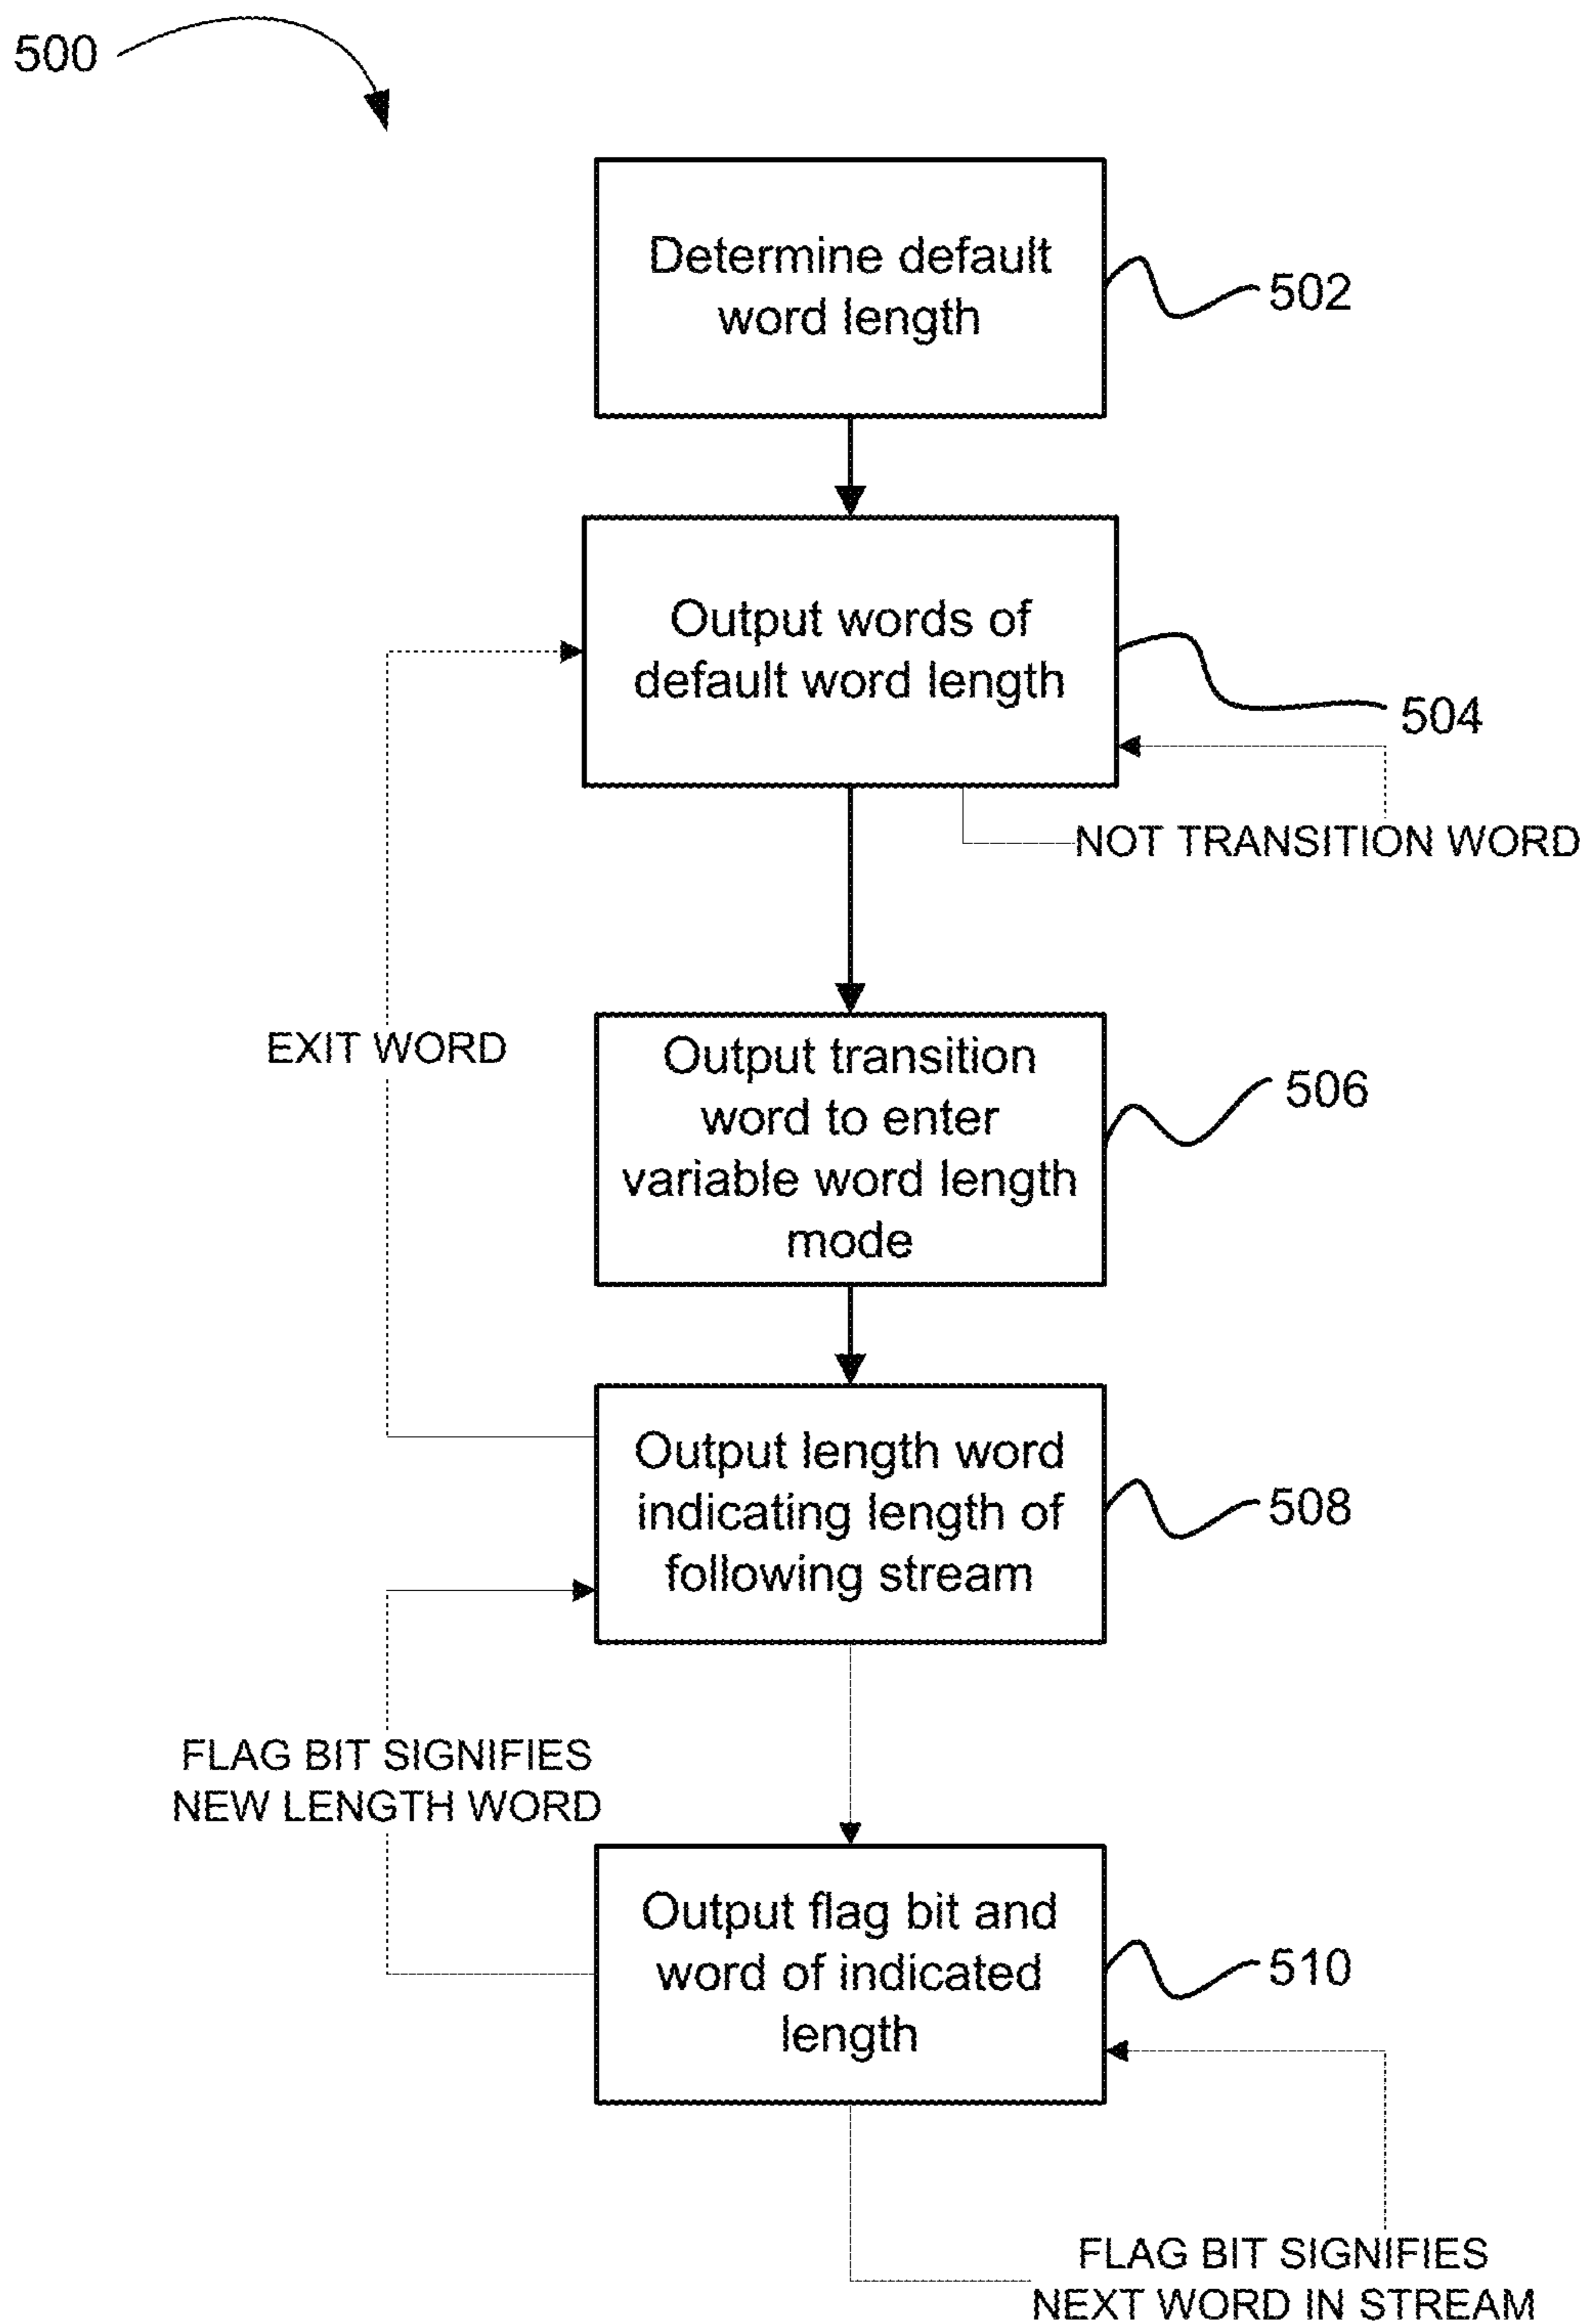 500
Determine default
word length
502
Output words of
default word length
504
NOT TRANSITION WORD
EXIT WORD
Output transition
word to enter
variable word length
mode
506
Output length word
indicating length of
following stream
508
FLAG BIT SIGNIFIES
NEW LENGTH WORD
Output flag bit and
word of indicated
length
510
FLAG BIT SIGNIFIES
NEXT WORD IN STREAM